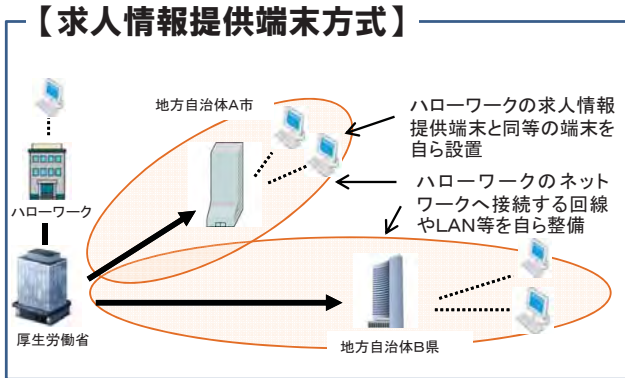 【求人情報提供端末方式】
地方自治体A市
ハローワークの求人情報
提供端末と同等の端末を
自ら設置
ハローワークのネット
ワークへ接続する回線
やLAN等を自ら整備
ハローワーク
厚生労働省
地方自治体B県